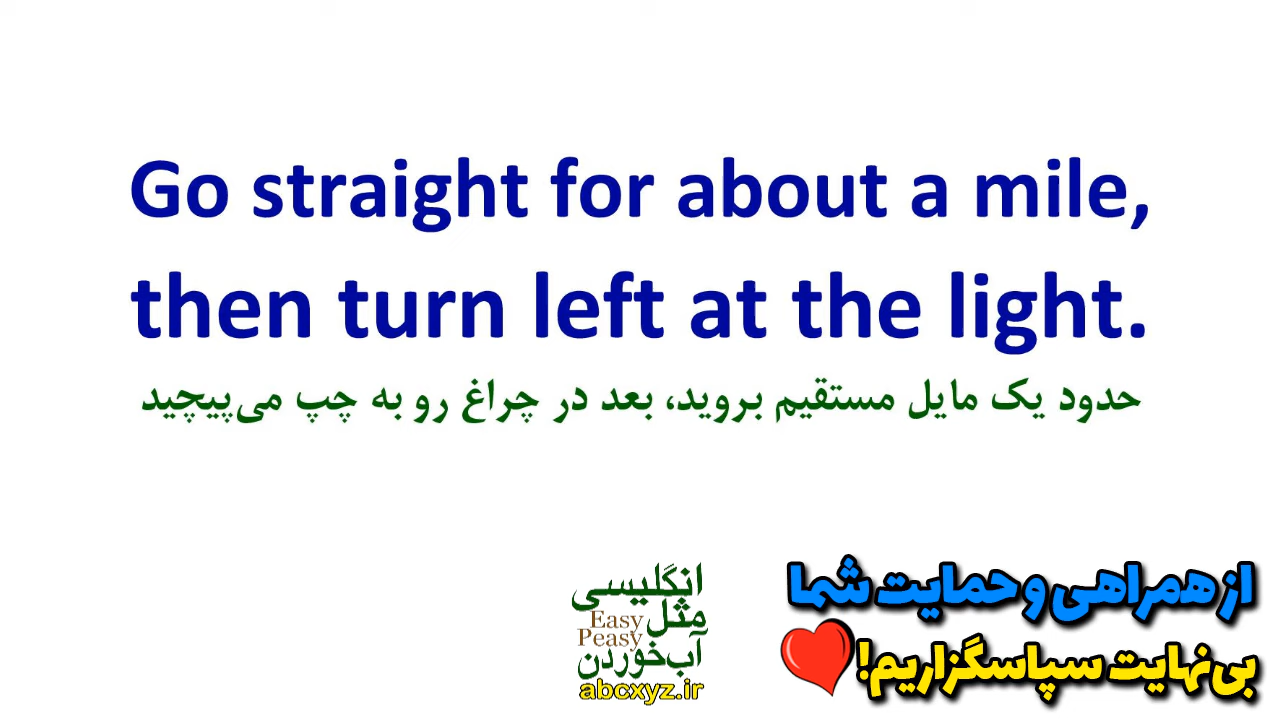 Go straight for about a mile,
then turn left at the light.
حدود یک مایل مستقیم بروید، بعد در چراغ رو به چپ می‌پیچید
انگلیسی
مثل
Easy
Peasy
آب‌خوردن
abcxyz.ir
از همراهی و حمایت شما
بی‌نهایت سپاسگزاریم!